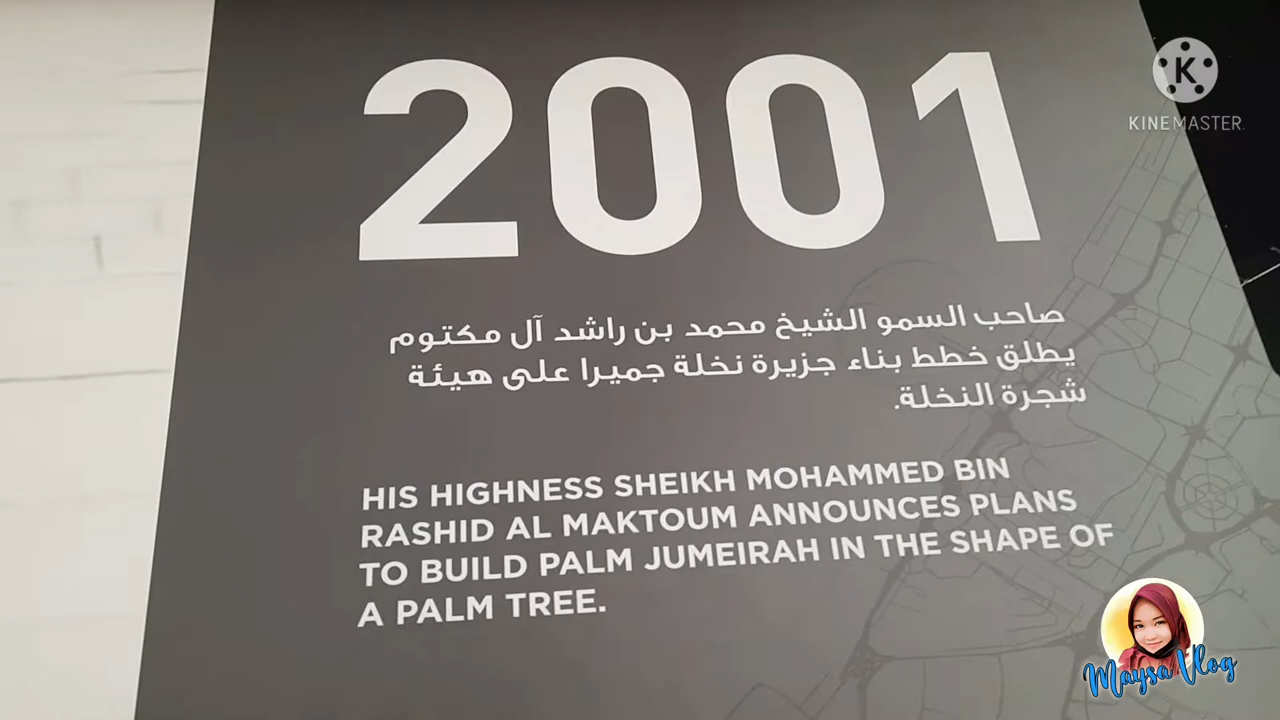 2001
صاحب السمو الشيخ محمد بن راشد آل مكتوم
يطلق خطط بناء جزيرة نخلة جميرا على هيئة
شجرة النخلة.
HIS HIGHNESS SHEIKH MOHAMMED BIN
RASHID AL MAKTOUM ANNOUNCES PLANS
TO BUILD PALM JUMEIRAH IN THE SHAPE OF
A PALM TREE.
K
KINEMASTER
Maysa Vlog